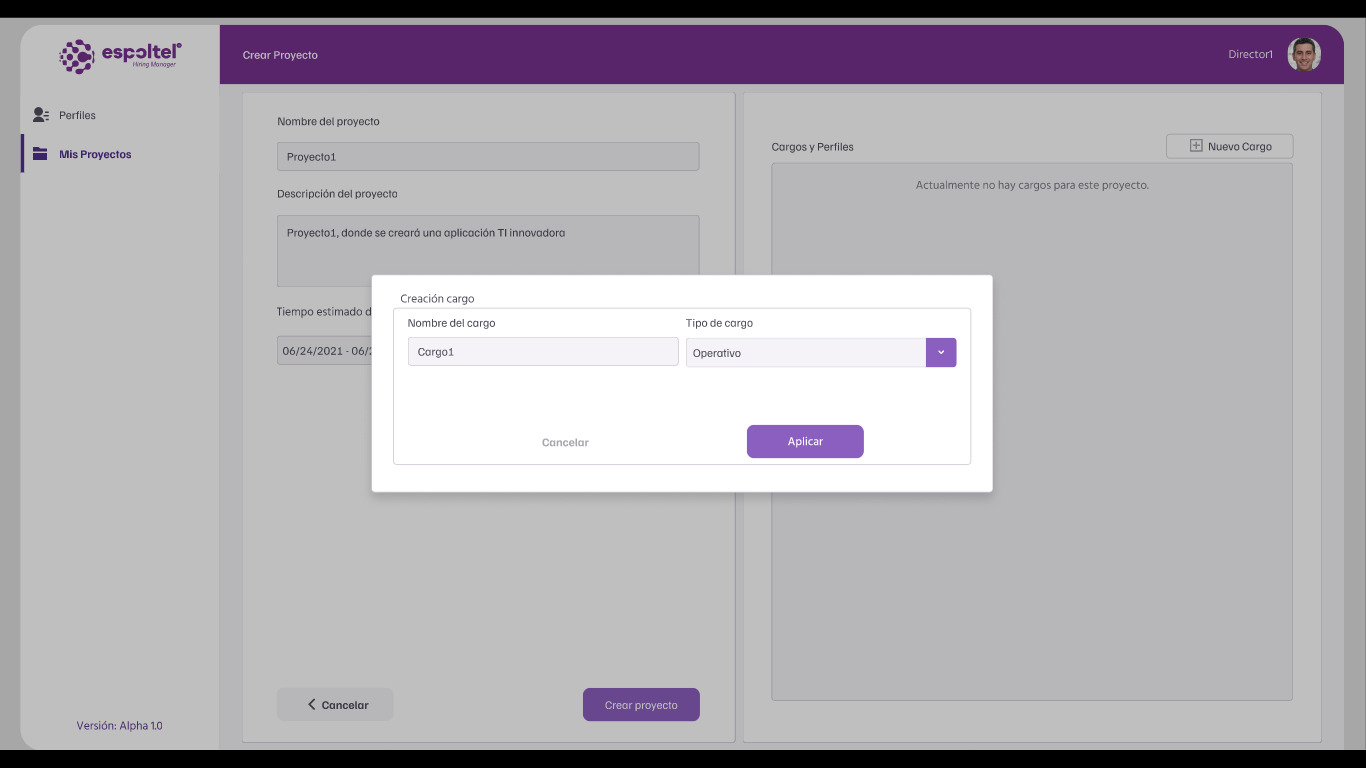 espoltel
Hiring Manager
Crear Proyecto
Director1
Perfiles
Mis Proyectos
Nombre del proyecto
Proyecto1
Descripción del proyecto
Proyecto1, donde se creará una aplicación TI innovadora
Tiempo estimado d
06/24/2021 - 06/2
Cargos y Perfiles
Nuevo Cargo
Actualmente no hay cargos para este proyecto.
Creación cargo
Nombre del cargo
Tipo de cargo
Cargo1
Operativo
Cancelar
Aplicar
Cancelar
Crear proyecto
Versión: Alpha 1.0